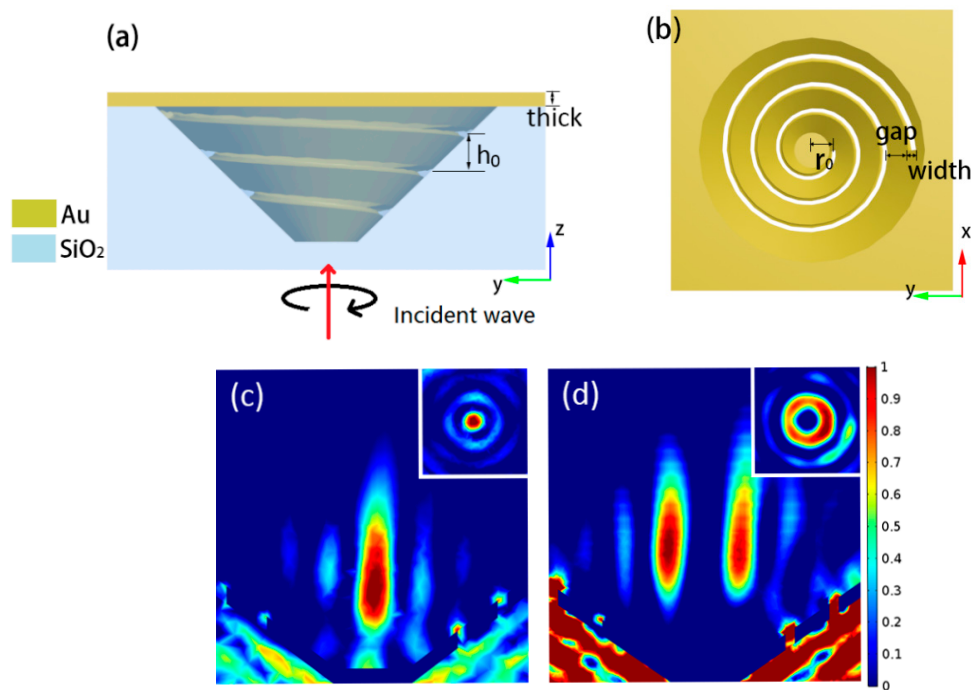 (a)
thick
h₀
Au
SiO₂
z
y
Incident wave
(b)
gap
r₀
width
x
y
(c)
(d)
1
0.9
0.8
0.7
0.6
0.5
0.4
0.3
0.2
0.1
0